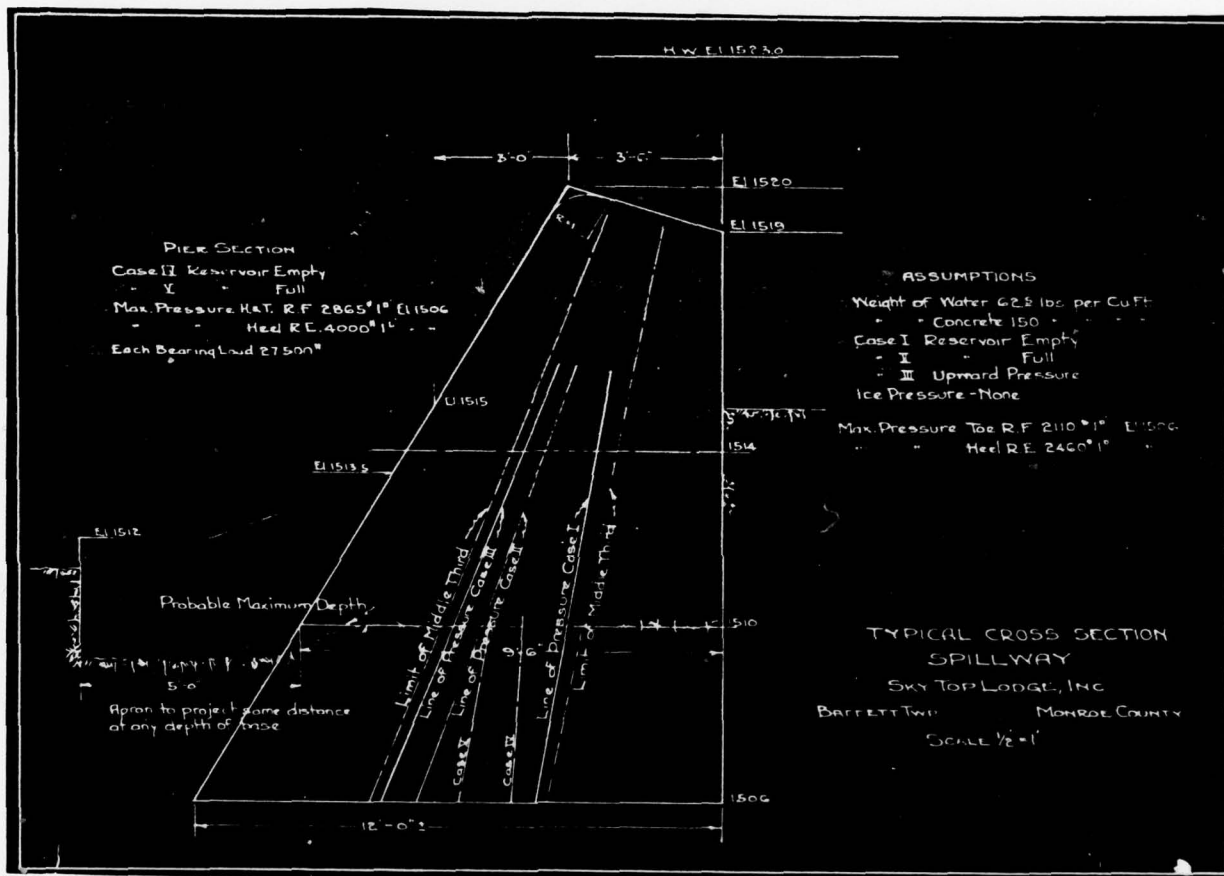 H W El 1523.0
3'-0"
3'-6"
El 1520
El 1519
R=1'
PIER SECTION
Case IV Reservoir Empty
" V " Full
Max. Pressure H&T. R.F 2865#1□ El 1506
" " Heel R.E. 4000#1□ " "
Each Bearing Load 27500#
ASSUMPTIONS
Weight of Water 62½ lbs per Cu Ft
" " Concrete 150 " " " "
Case I Reservoir Empty
" II " Full
" III Upward Pressure
Ice Pressure - None
Max. Pressure Toe R.F 2110#1□ El 1506
" " Heel R.E 2460#1□ "
El 1515
1514
El 1513.5
El 1512
Probable Maximum Depth
1510
9'-6"
Limit of Middle Third
Line of Pressure Case III
Line of Pressure Case II
Case V
Case IV
Line of Pressure Case I
Limit of Middle Third
5'-0"
Apron to project same distance
at any depth of base
TYPICAL CROSS SECTION
SPILLWAY
SKY TOP LODGE, INC
BARRETT TWP MONROE COUNTY
SCALE ½"=1'
1506
12'-0"±